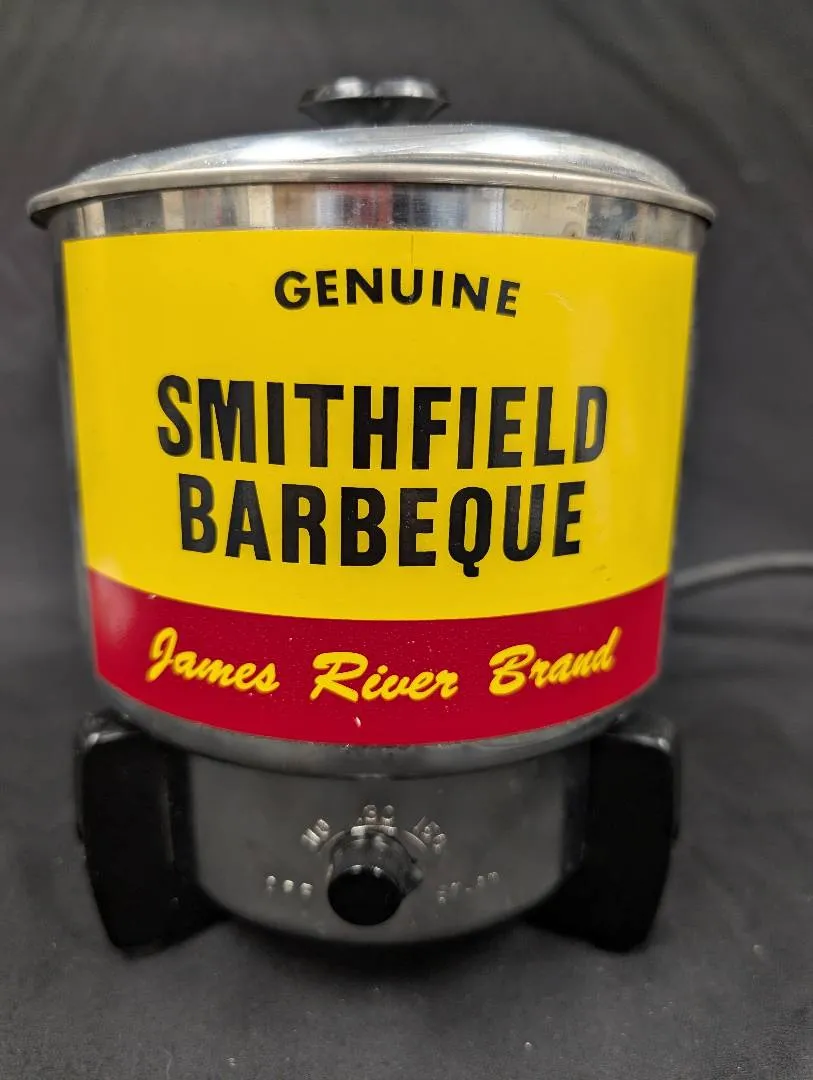 GENUINE
SMITHFIELD
BARBEQUE
James River Brand